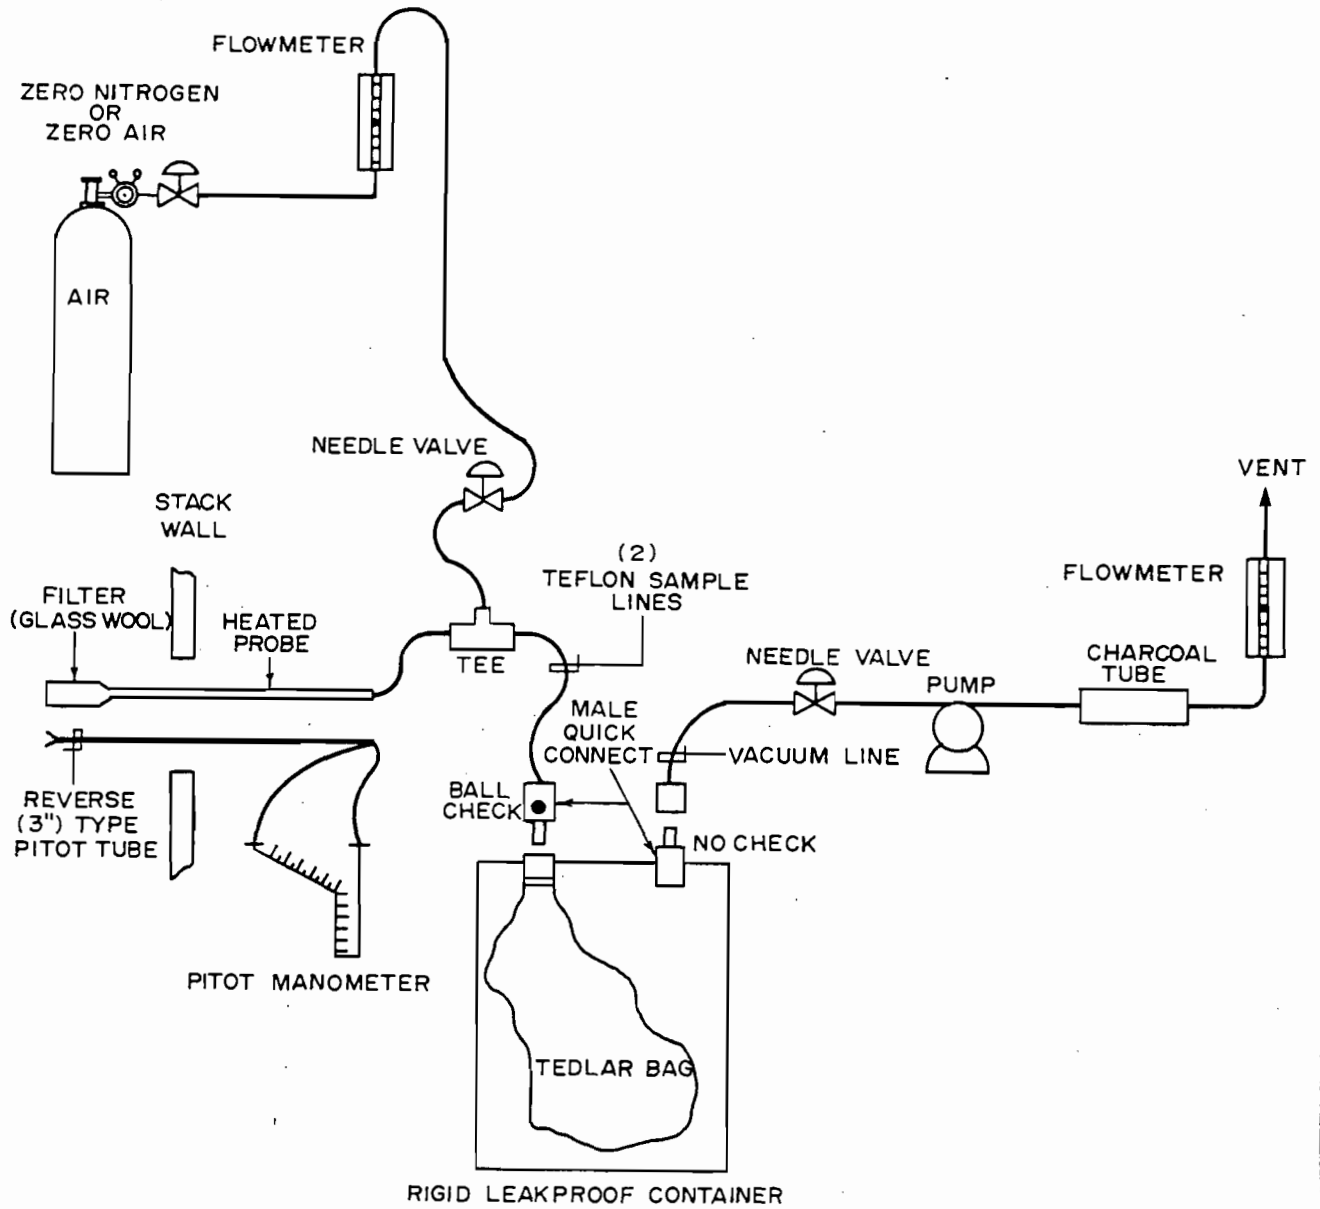 FLOWMETER
ZERO NITROGEN
OR
ZERO AIR
AIR
NEEDLE VALVE
STACK
WALL
FILTER
(GLASS WOOL)
HEATED
PROBE
TEE
(2)
TEFLON SAMPLE
LINES
VENT
FLOWMETER
NEEDLE VALVE
PUMP
CHARCOAL
TUBE
MALE
QUICK
CONNECT
VACUUM LINE
BALL
CHECK
NO CHECK
REVERSE
(3") TYPE
PITOT TUBE
PITOT MANOMETER
TEDLAR BAG
RIGID LEAKPROOF CONTAINER